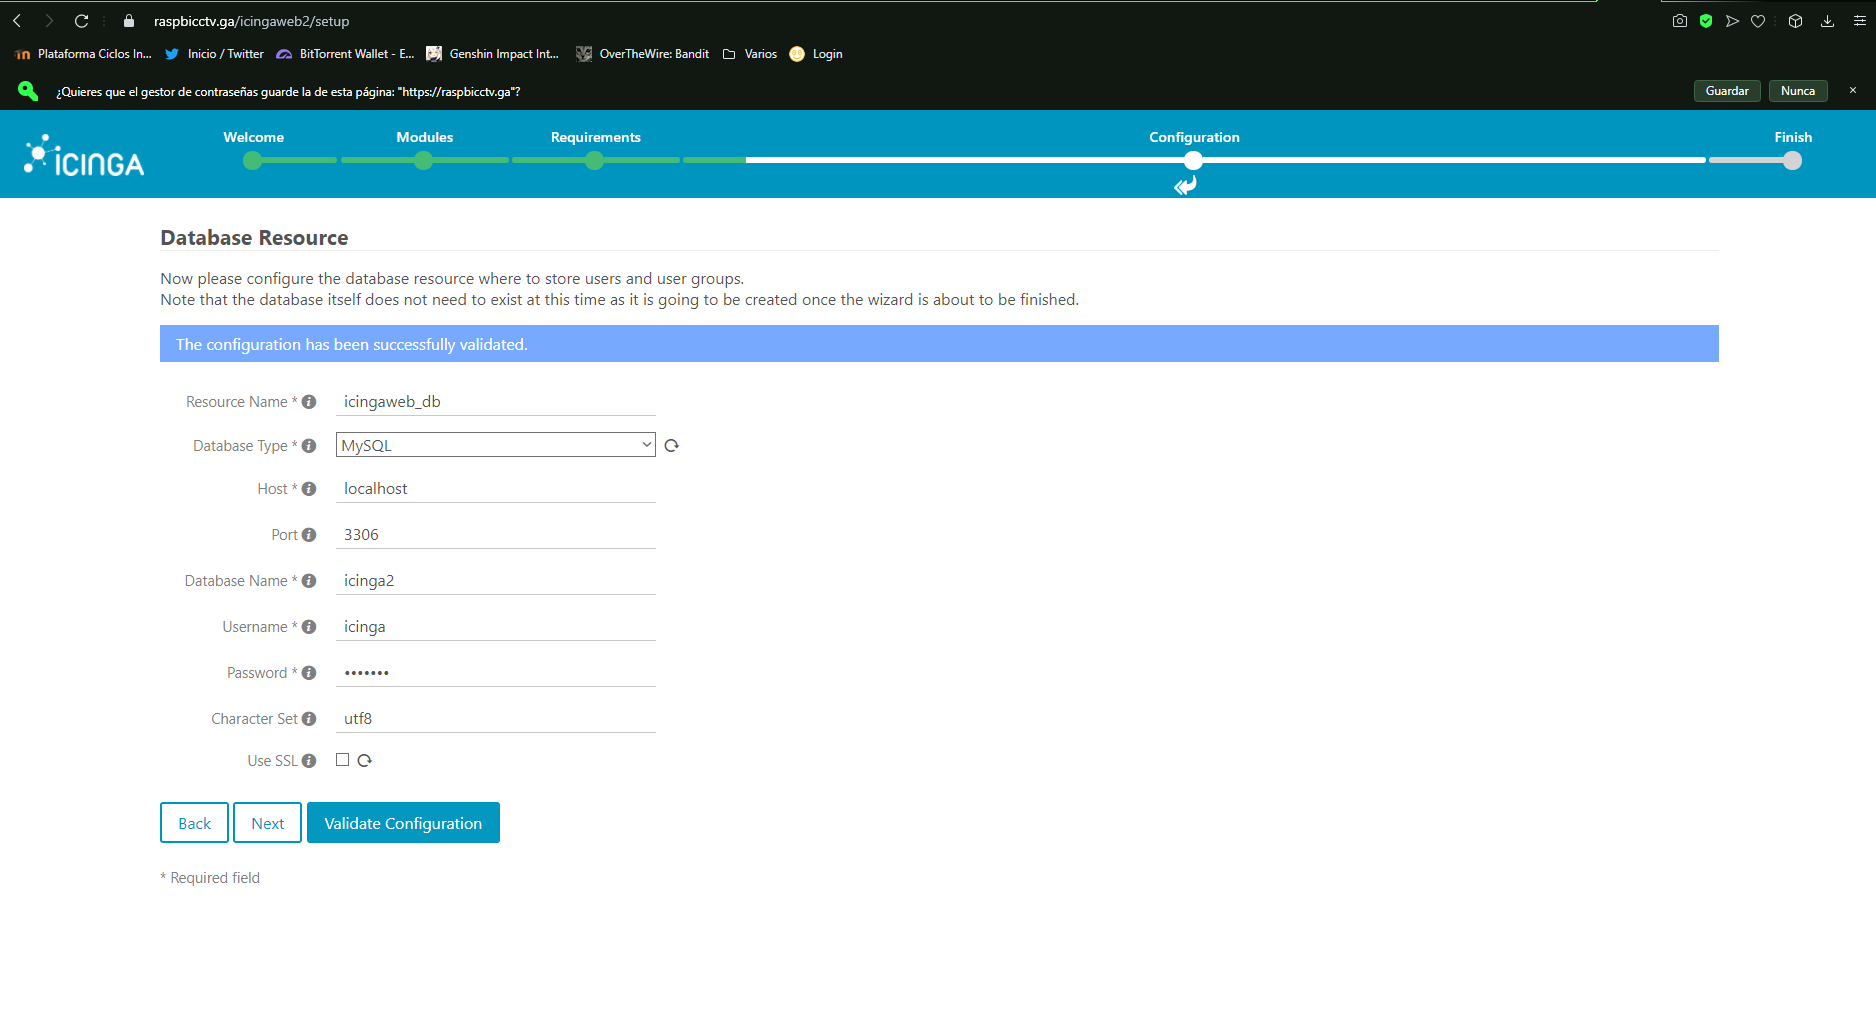 raspbicctv.ga/icingaweb2/setup
Plataforma Ciclos In... Inicio / Twitter BitTorrent Wallet - E... Genshin Impact Int... OverTheWire: Bandit Varios Login
¿Quieres que el gestor de contraseñas guarde la de esta página: "https://raspbicctv.ga"? Guardar Nunca
Welcome Modules Requirements Configuration Finish
ICINGA
Database Resource
Now please configure the database resource where to store users and user groups.
Note that the database itself does not need to exist at this time as it is going to be created once the wizard is about to be finished.
The configuration has been successfully validated.
Resource Name * icingaweb_db
Database Type * MySQL
Host * localhost
Port 3306
Database Name * icinga2
Username * icinga
Password * •••••••
Character Set utf8
Use SSL
Back Next Validate Configuration
* Required field